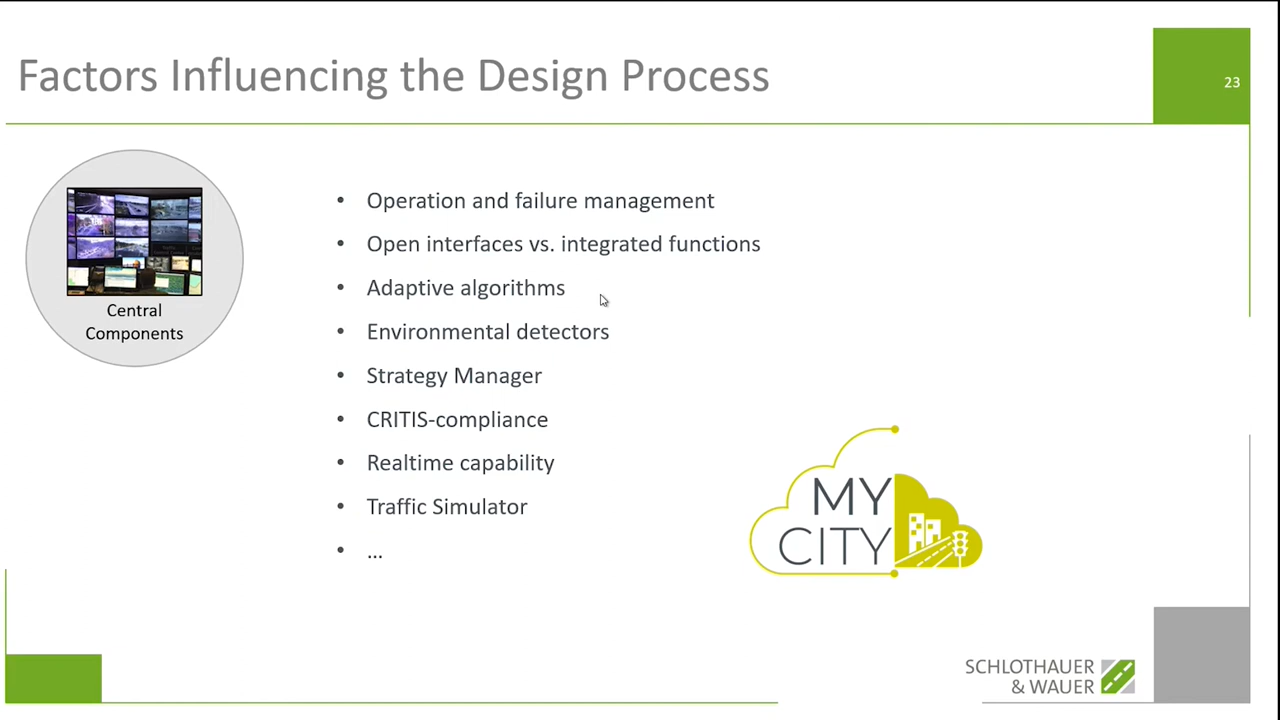 Factors Influencing the Design Process
23
Central
Components
• Operation and failure management
• Open interfaces vs. integrated functions
• Adaptive algorithms
• Environmental detectors
• Strategy Manager
• CRITIS-compliance
• Realtime capability
• Traffic Simulator
• ...
MY
CITY
SCHLOTHAUER
& WAUER